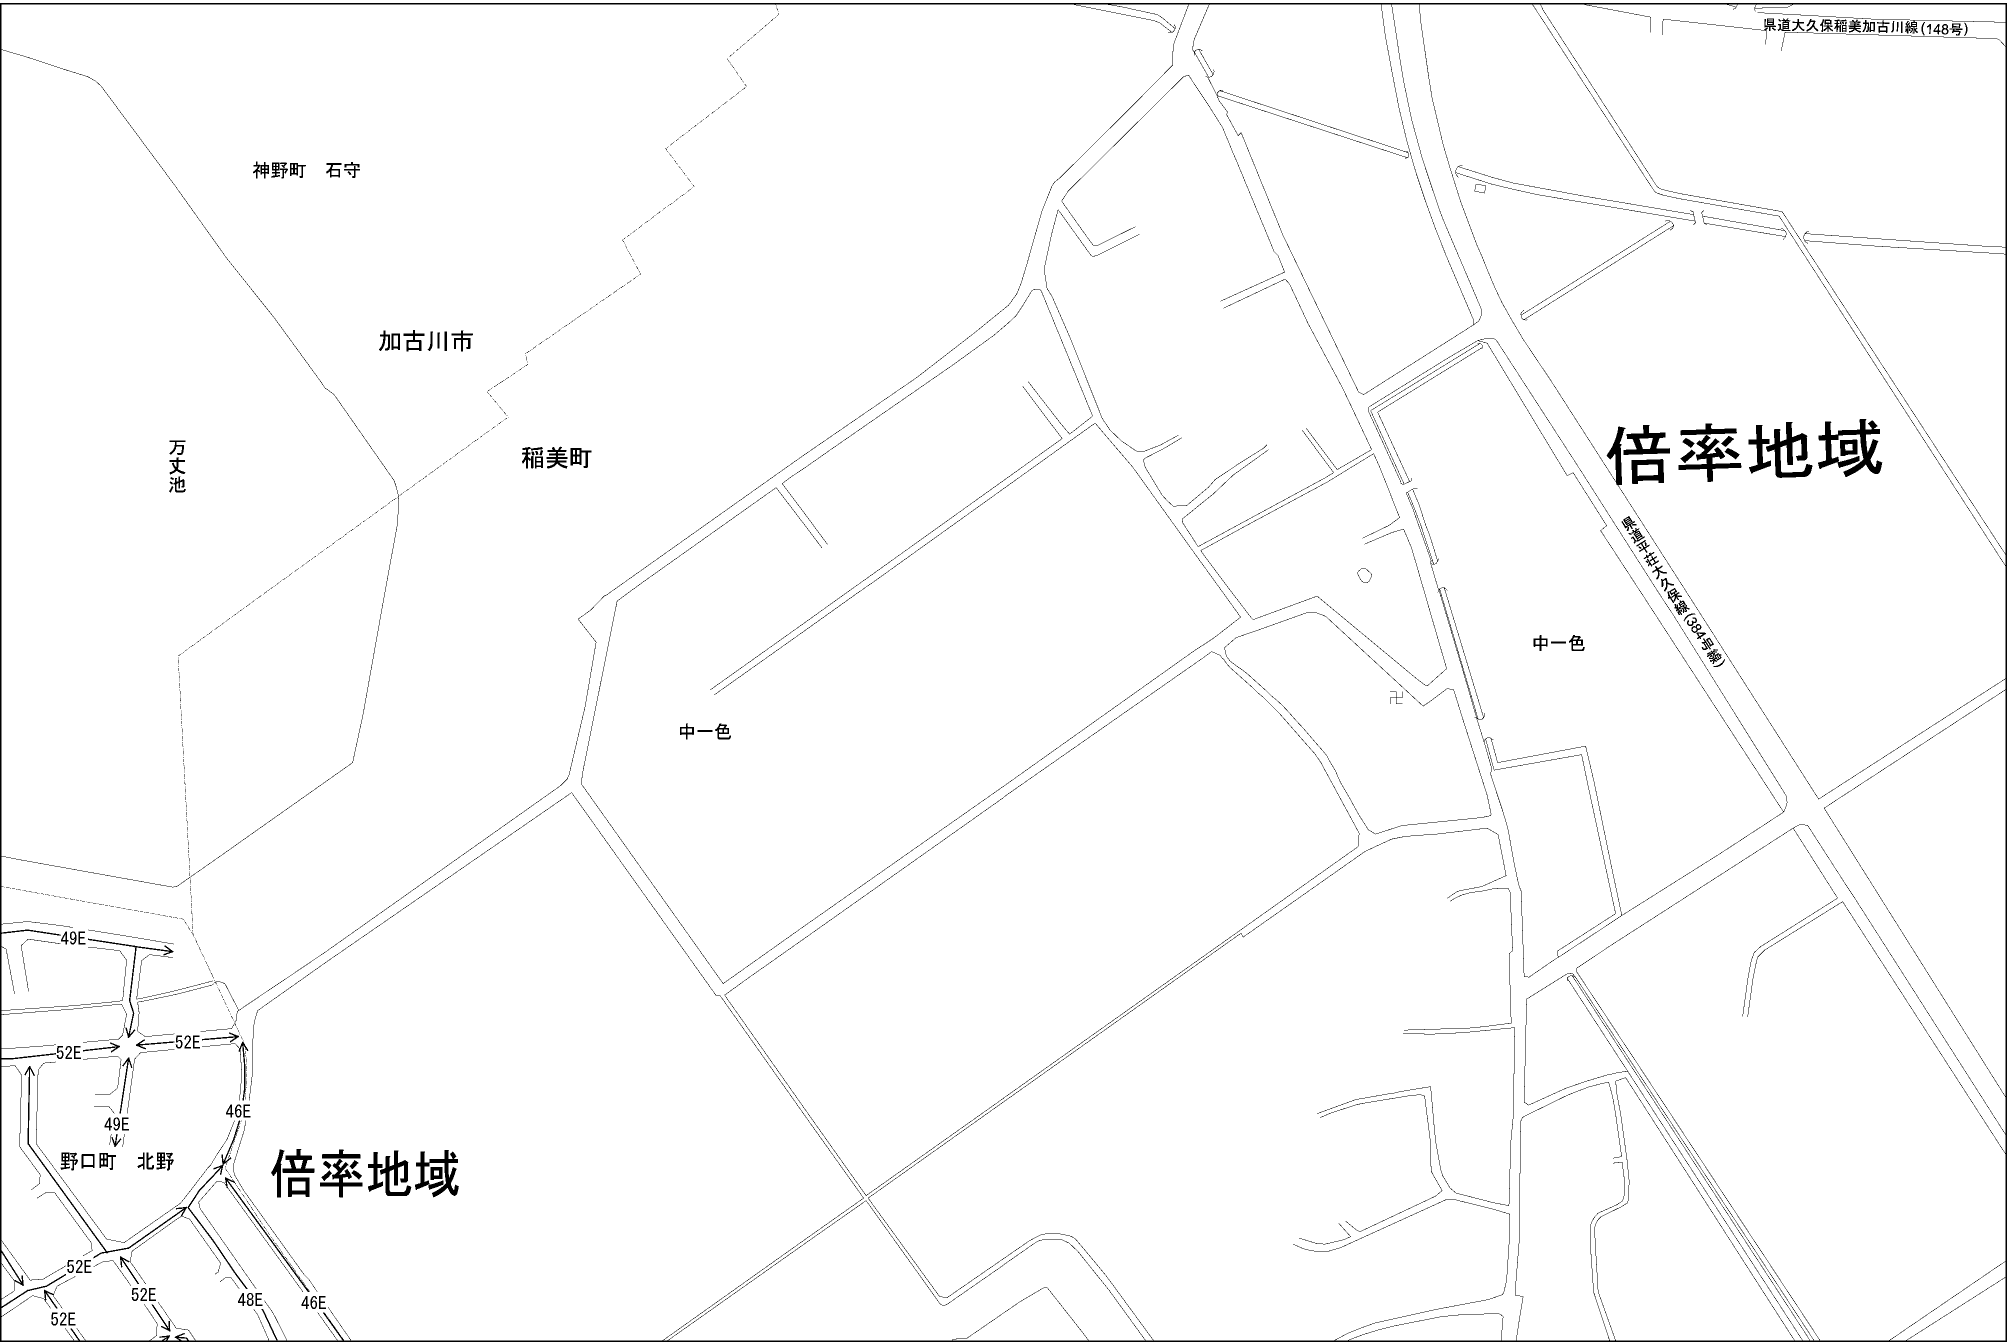 県道大久保稲美加古川線(148号)
神野町　石守
加古川市
万丈池
稲美町
倍率地域
県道平荘大久保線(384号線)
中一色
中一色
49E
52E
52E
46E
49E
野口町　北野
倍率地域
52E
52E
48E
46E
52E